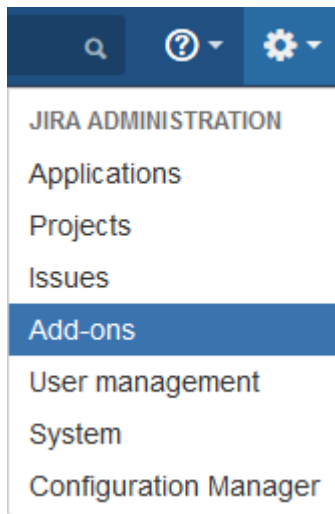 JIRA ADMINISTRATION
Applications
Projects
Issues
Add-ons
User management
System
Configuration Manager